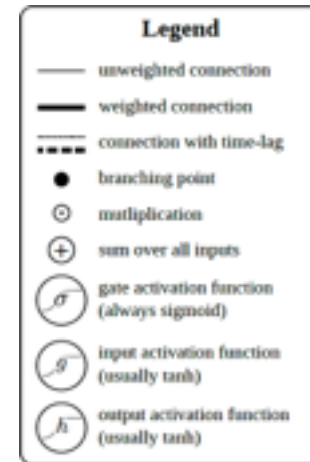 Legend
unweighted connection
weighted connection
connection with time-lag
branching point
mutliplication
+
sum over all inputs
σ
gate activation function
(always sigmoid)
g
input activation function
(usually tanh)
h
output activation function
(usually tanh)